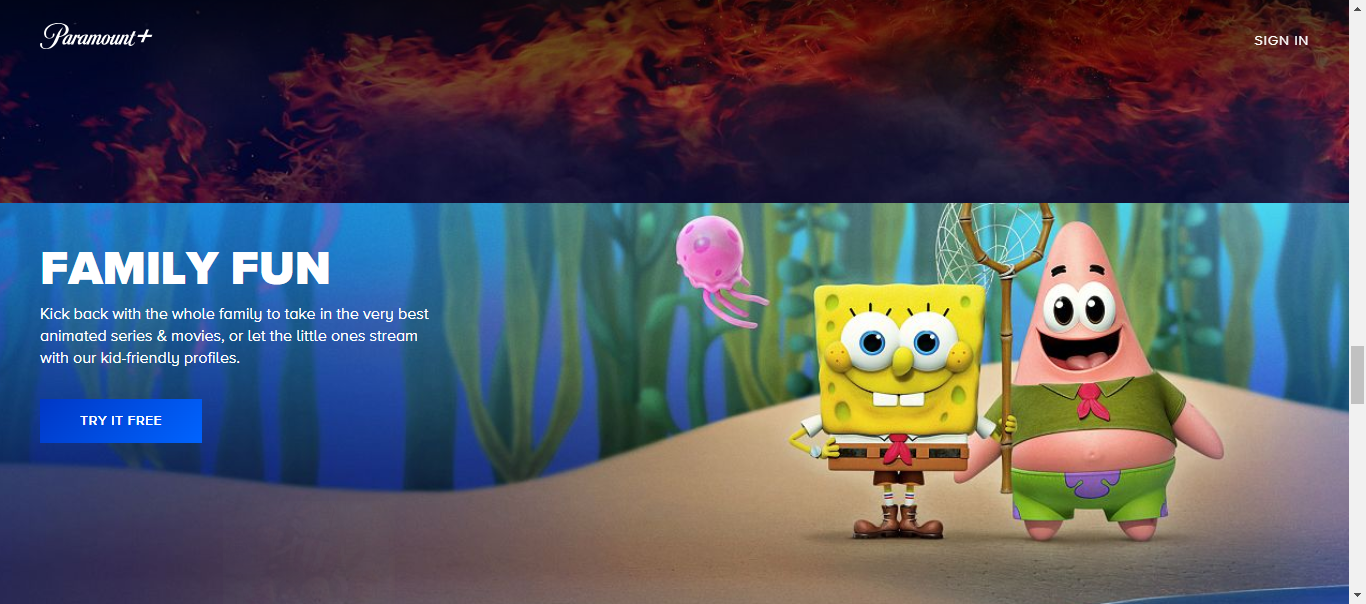 Paramount+
SIGN IN
FAMILY FUN
Kick back with the whole family to take in the very best
animated series & movies, or let the little ones stream
with our kid-friendly profiles.
TRY IT FREE